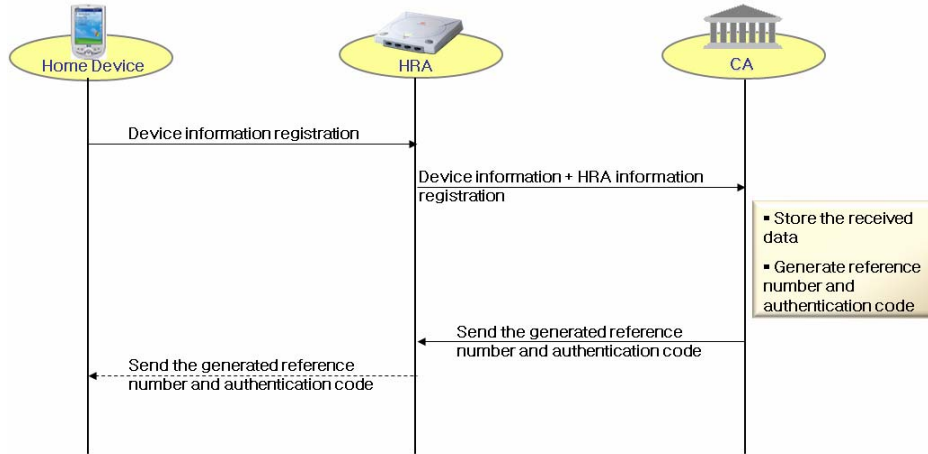 Home Device
HRA
CA
Device information registration
Device information + HRA information
registration
▪ Store the received
data
▪ Generate reference
number and
authentication code
Send the generated reference
number and authentication code
Send the generated reference
number and authentication code